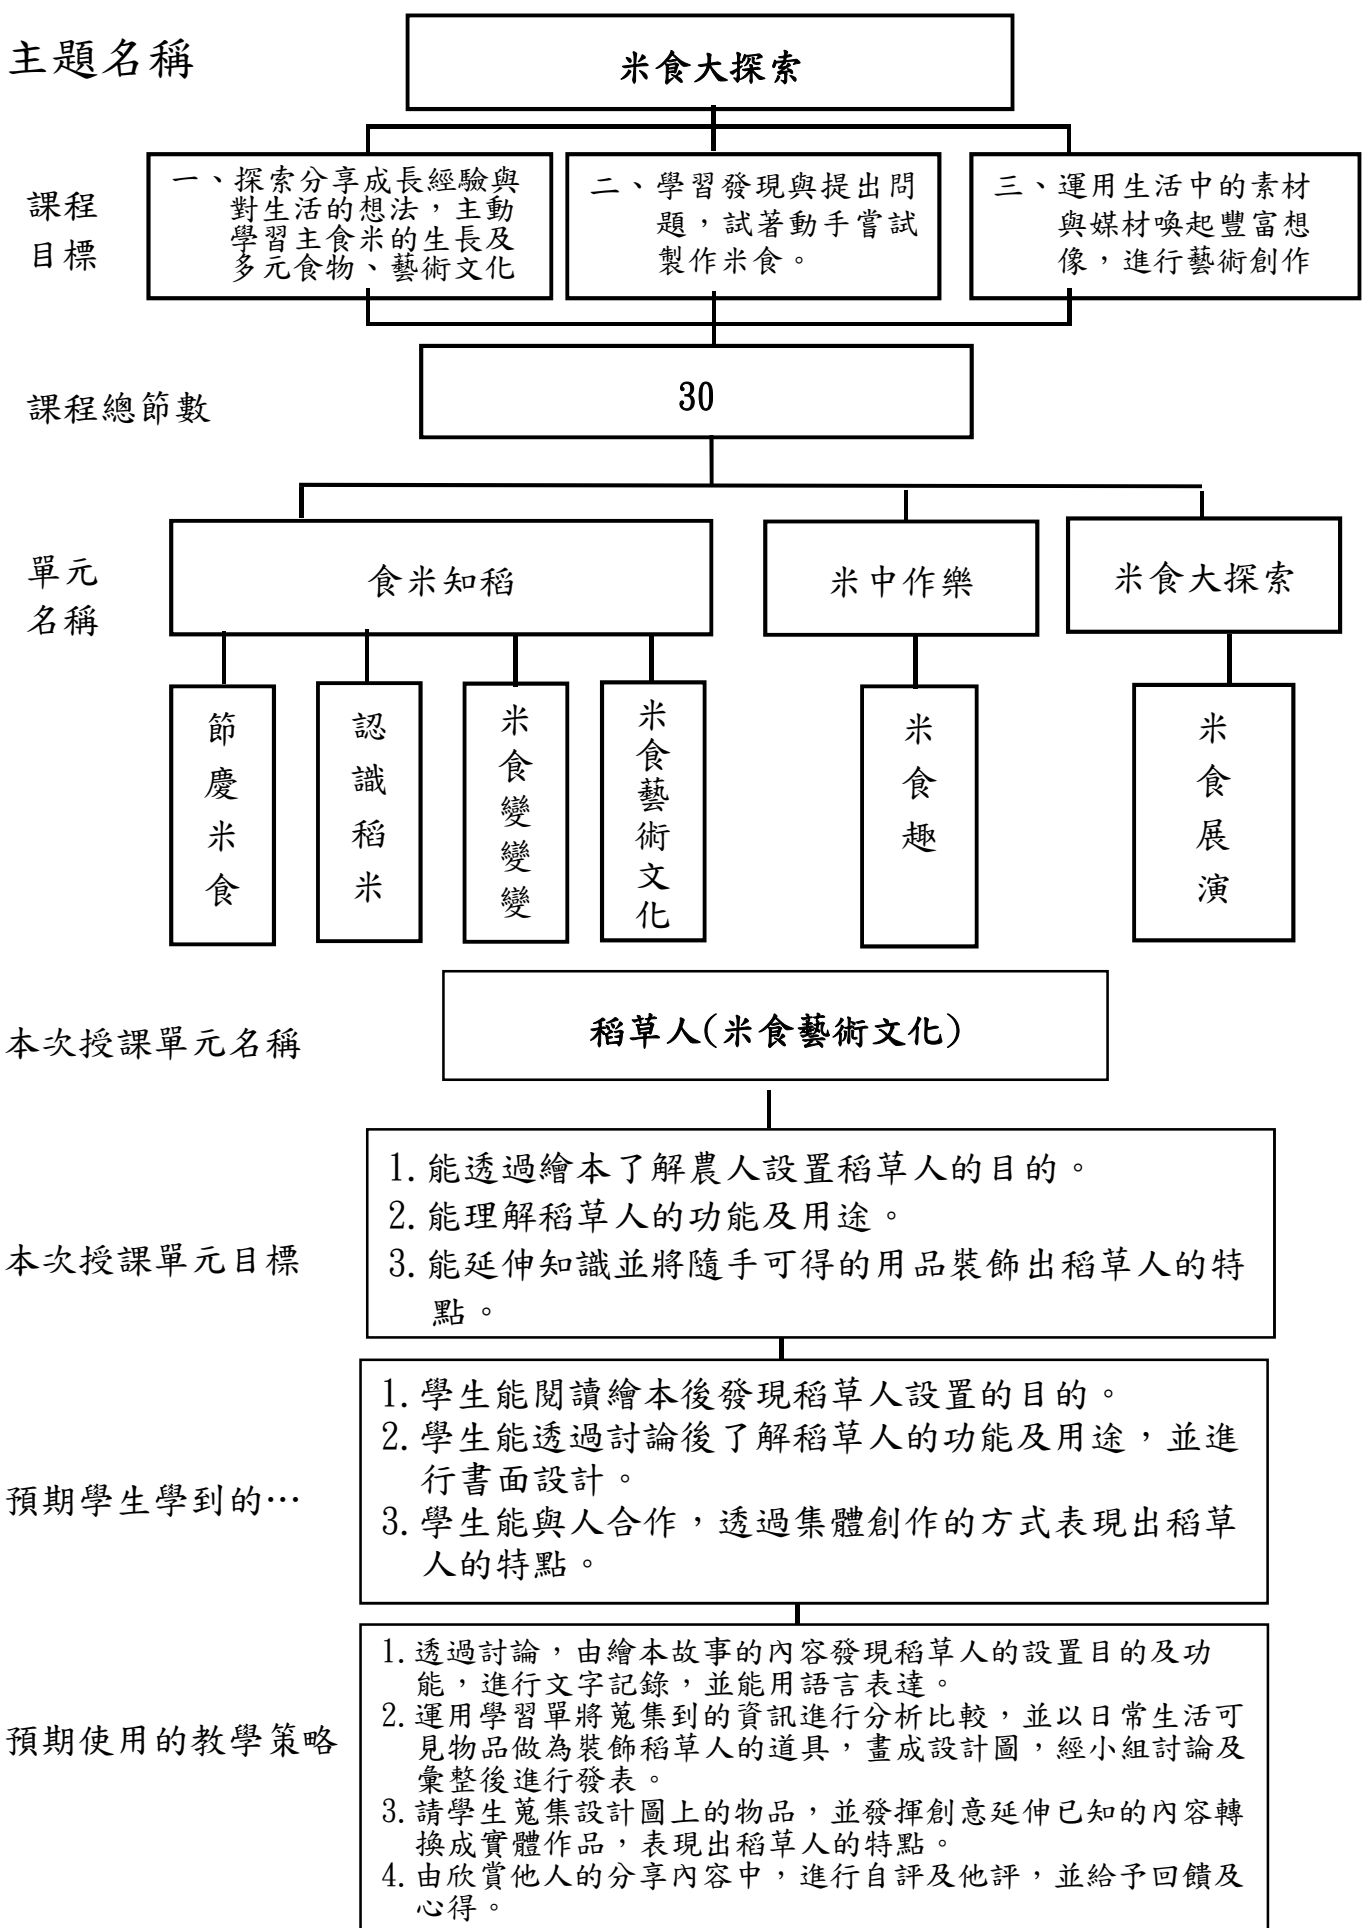 主題名稱
米食大探索
課程
目標
一、探索分享成長經驗與
對生活的想法，主動
學習主食米的生長及
多元食物、藝術文化
二、學習發現與提出問
題，試著動手嘗試
製作米食。
三、運用生活中的素材
與媒材喚起豐富想
像，進行藝術創作
課程總節數
30
單元
名稱
食米知稻
米中作樂
米食大探索
節慶米食
認識稻米
米食變變變
米食藝術文化
米食趣
米食展演
本次授課單元名稱
稻草人(米食藝術文化)
本次授課單元目標
1.能透過繪本了解農人設置稻草人的目的。
2.能理解稻草人的功能及用途。
3.能延伸知識並將隨手可得的用品裝飾出稻草人的特
點。
預期學生學到的…
1.學生能閱讀繪本後發現稻草人設置的目的。
2.學生能透過討論後了解稻草人的功能及用途，並進
行書面設計。
3.學生能與人合作，透過集體創作的方式表現出稻草
人的特點。
預期使用的教學策略
1.透過討論，由繪本故事的內容發現稻草人的設置目的及功
能，進行文字記錄，並能用語言表達。
2.運用學習單將蒐集到的資訊進行分析比較，並以日常生活可
見物品做為裝飾稻草人的道具，畫成設計圖，經小組討論及
彙整後進行發表。
3.請學生蒐集設計圖上的物品，並發揮創意延伸已知的內容轉
換成實體作品，表現出稻草人的特點。
4.由欣賞他人的分享內容中，進行自評及他評，並給予回饋及
心得。